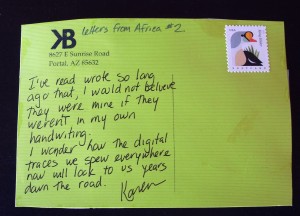 KB
letters from Africa #2.
8627 E Sunrise Road
Portal, AZ 85632
I've read wrote so long
ago that, I would not believe
they were mine if they
weren't in my own
handwriting.
I wonder how the digital
traces we spew everywhere
now will look to us years
down the road.
Karen